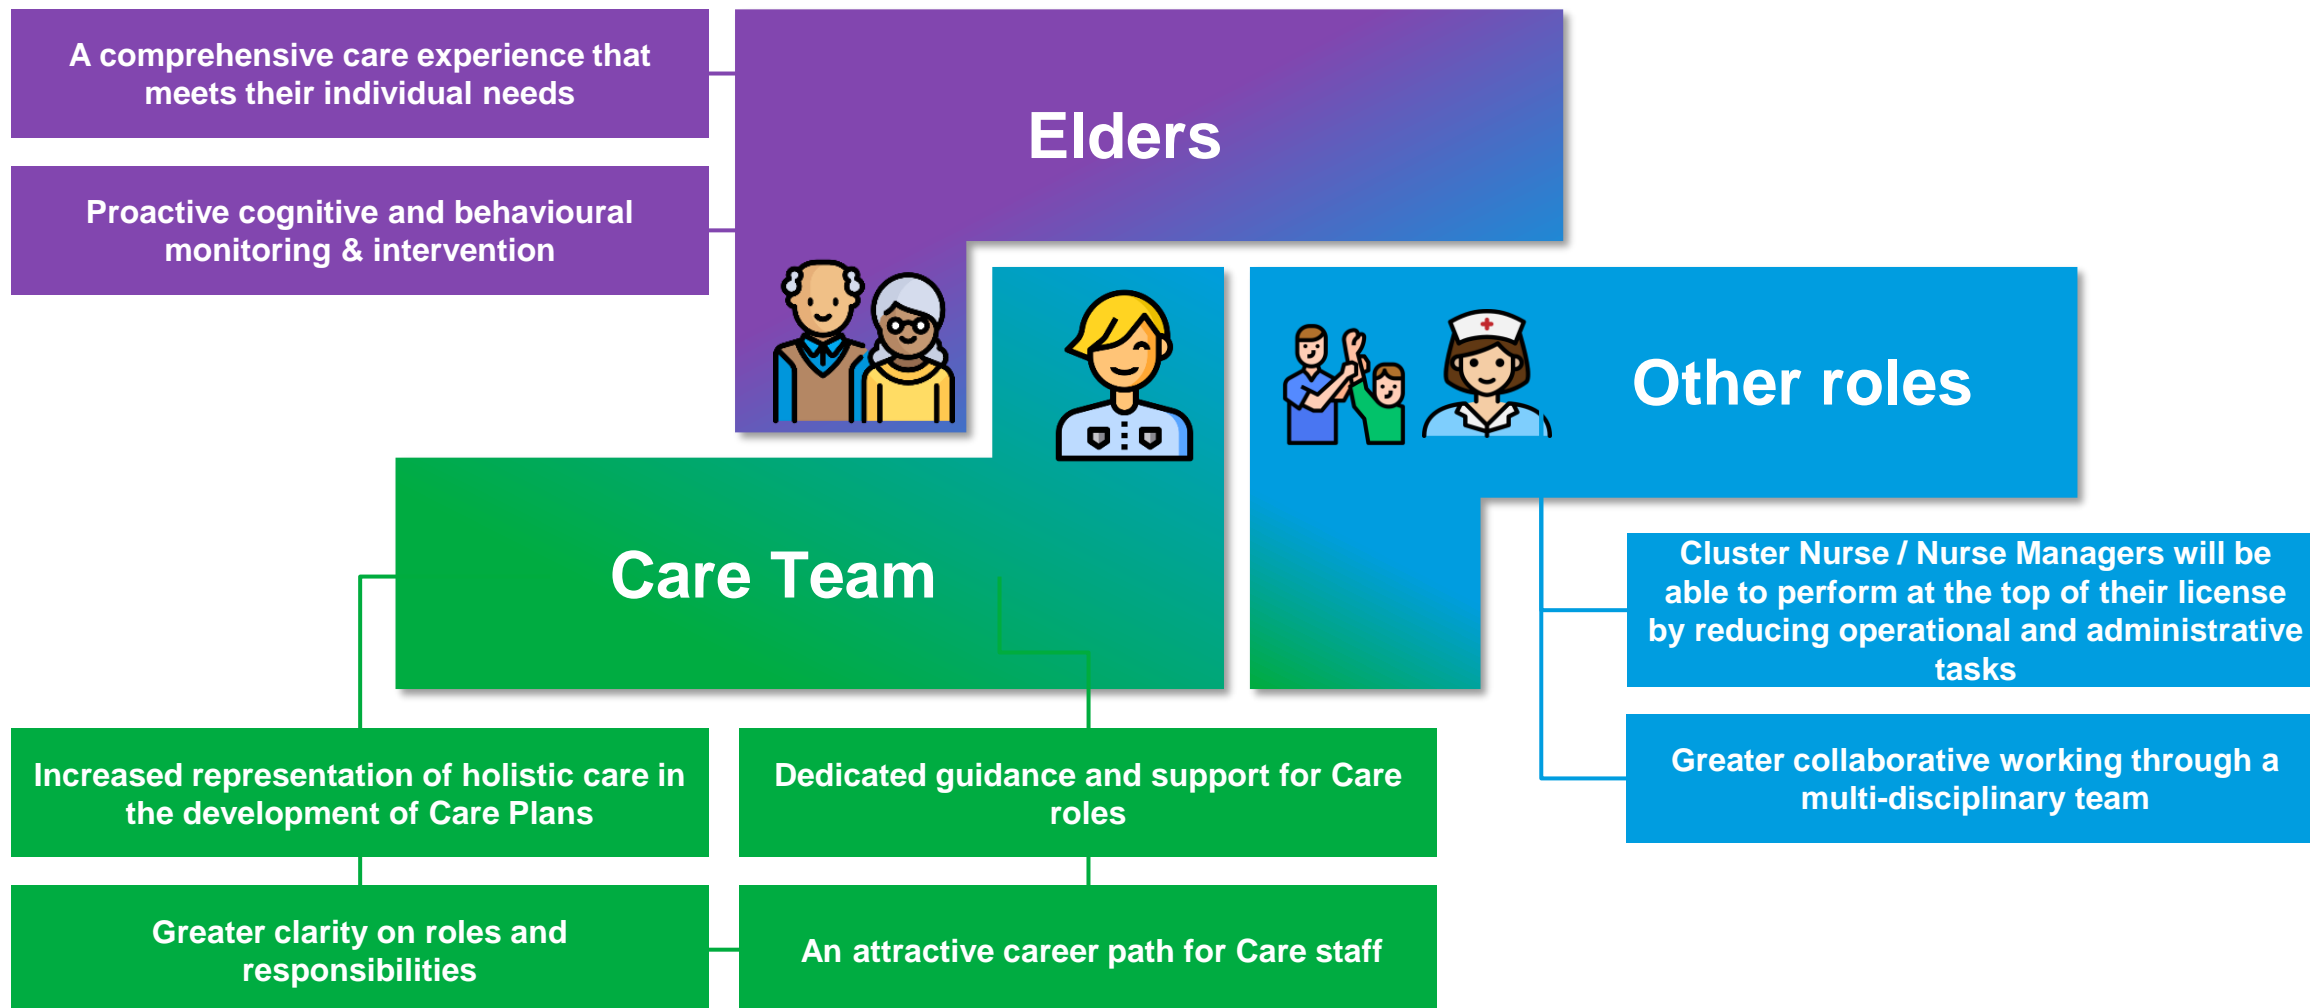 A comprehensive care experience that
meets their individual needs
Proactive cognitive and behavioural
monitoring & intervention
Elders
Other roles
Care Team
Cluster Nurse / Nurse Managers will be
able to perform at the top of their license
by reducing operational and administrative
tasks
Greater collaborative working through a
multi-disciplinary team
Increased representation of holistic care in
the development of Care Plans
Dedicated guidance and support for Care
roles
Greater clarity on roles and
responsibilities
An attractive career path for Care staff